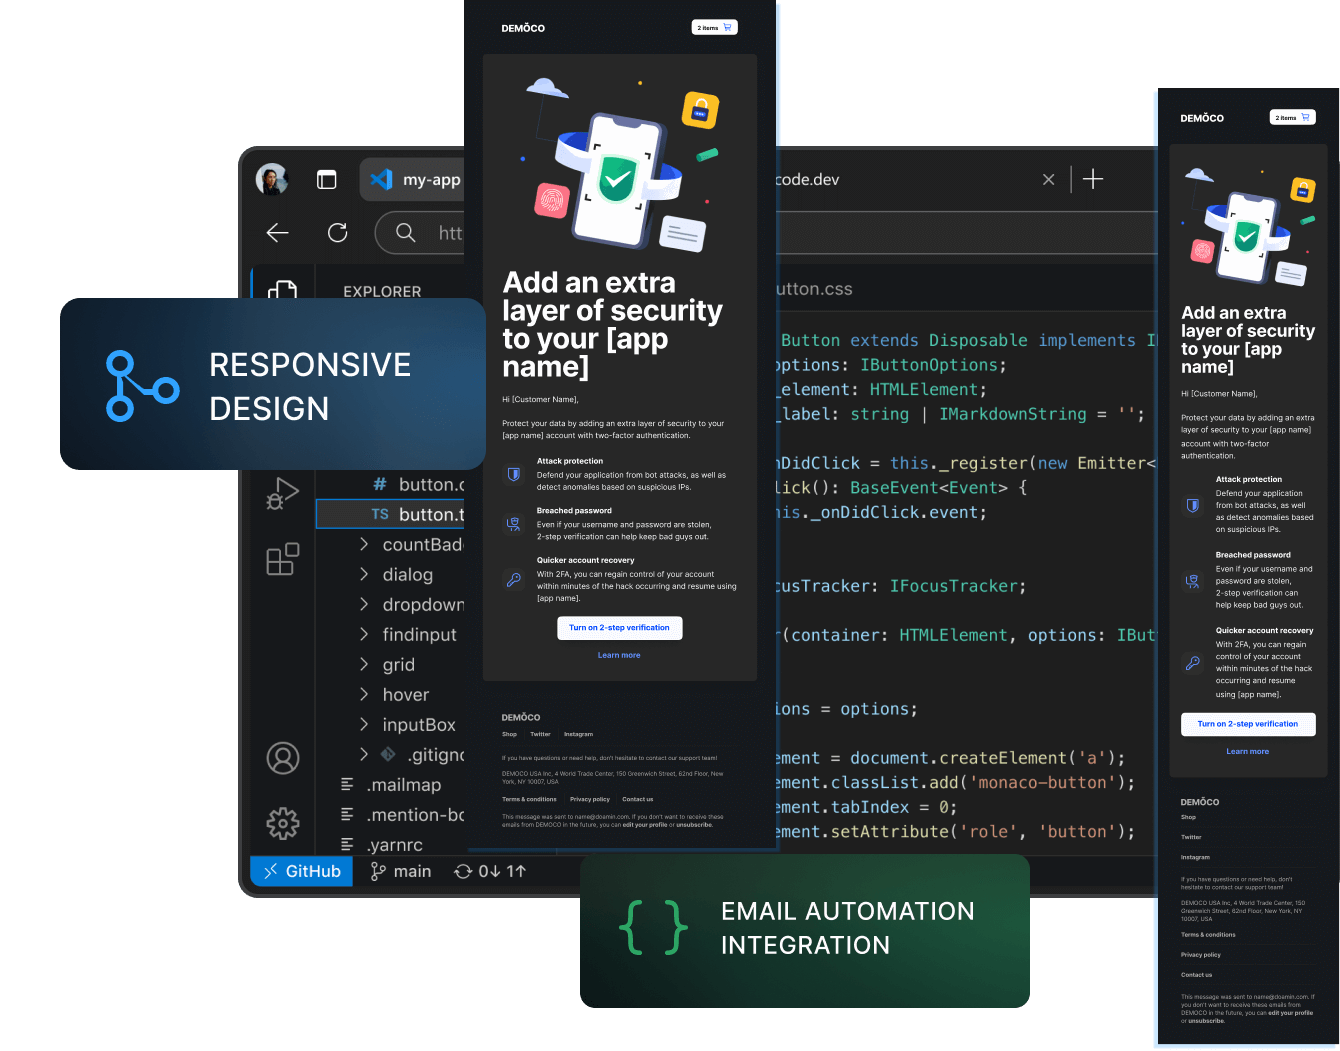 DEMŌCO
2 items
Add an extra
layer of security
to your [app
name]
Hi [Customer Name],
Protect your data by adding an extra layer of security to your
[app name] account with two-factor authentication.
Attack protection
Defend your application from bot attacks, as well as
detect anomalies based on suspicious IPs.
Breached password
Even if your username and password are stolen,
2-step verification can help keep bad guys out.
Quicker account recovery
With 2FA, you can regain control of your account
within minutes of the hack occurring and resume using
[app name].
Turn on 2-step verification
Learn more
DEMŌCO
Shop Twitter Instagram
If you have questions or need help, don't hesitate to contact our support team!
DEMOCO USA Inc, 4 World Trade Center, 150 Greenwich Street, 62nd Floor, New
York, NY 10007, USA
Terms & conditions Privacy policy Contact us
This message was sent to name@doamin.com. If you don't want to receive these
emails from DEMOCO in the future, you can edit your profile or unsubscribe.
my-app
code.dev
htt
EXPLORER
RESPONSIVE
DESIGN
# button.c
TS button.t
countBad
dialog
dropdown
findinput
grid
hover
inputBox
.gitigno
.mailmap
.mention-bo
.yarnrc
GitHub main 0↓ 1↑
utton.css
Button extends Disposable implements I
options: IButtonOptions;
_element: HTMLElement;
_label: string | IMarkdownString = '';
nDidClick = this._register(new Emitter<
lick(): BaseEvent<Event> {
his._onDidClick.event;
cusTracker: IFocusTracker;
r(container: HTMLElement, options: IBut
ions = options;
ement = document.createElement('a');
ement.classList.add('monaco-button');
ement.tabIndex = 0;
ement.setAttribute('role', 'button');
{ } EMAIL AUTOMATION
INTEGRATION
DEMŌCO
2 items
Add an extra
layer of security
to your [app
name]
Hi [Customer Name],
Protect your data by adding an extra
layer of security to your [app name]
account with two-factor
authentication.
Attack protection
Defend your application
from bot attacks, as well
as detect anomalies based
on suspicious IPs.
Breached password
Even if your username and
password are stolen,
2-step verification can
help keep bad guys out.
Quicker account recovery
With 2FA, you can regain
control of your account
within minutes of the hack
occurring and resume
using [app name].
Turn on 2-step verification
Learn more
DEMŌCO
Shop
Twitter
Instagram
If you have questions or need help, don't
hesitate to contact our support team!
DEMOCO USA Inc, 4 World Trade Center, 150
Greenwich Street, 62nd Floor, New York, NY
10007, USA
Terms & conditions
Privacy policy
Contact us
This message was sent to name@doamin.com. If
you don't want to receive these emails from
DEMOCO in the future, you can edit your profile
or unsubscribe.